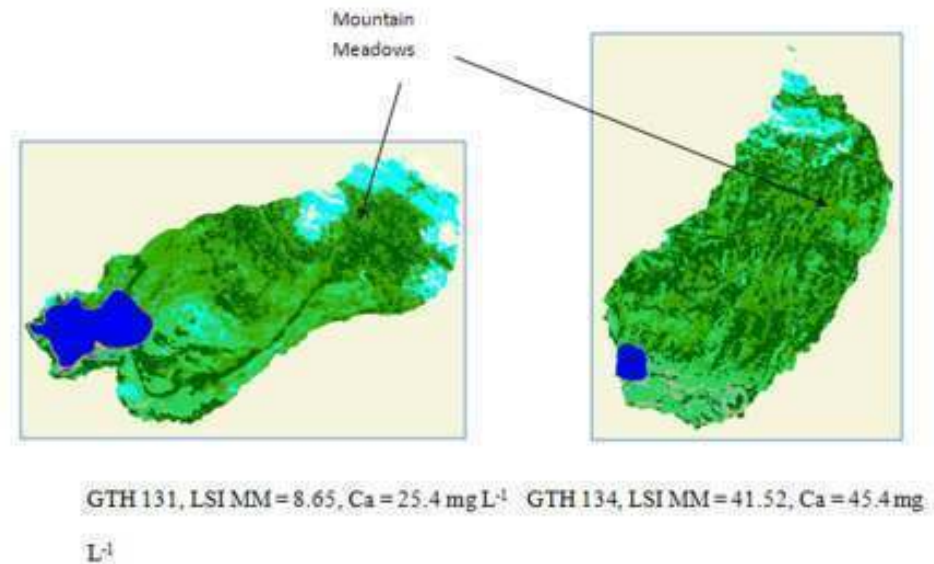 Mountain
Meadows
GTH 131, LSI MM = 8.65, Ca = 25.4 mg L-1 GTH 134, LSI MM = 41.52, Ca = 45.4 mg
L-1